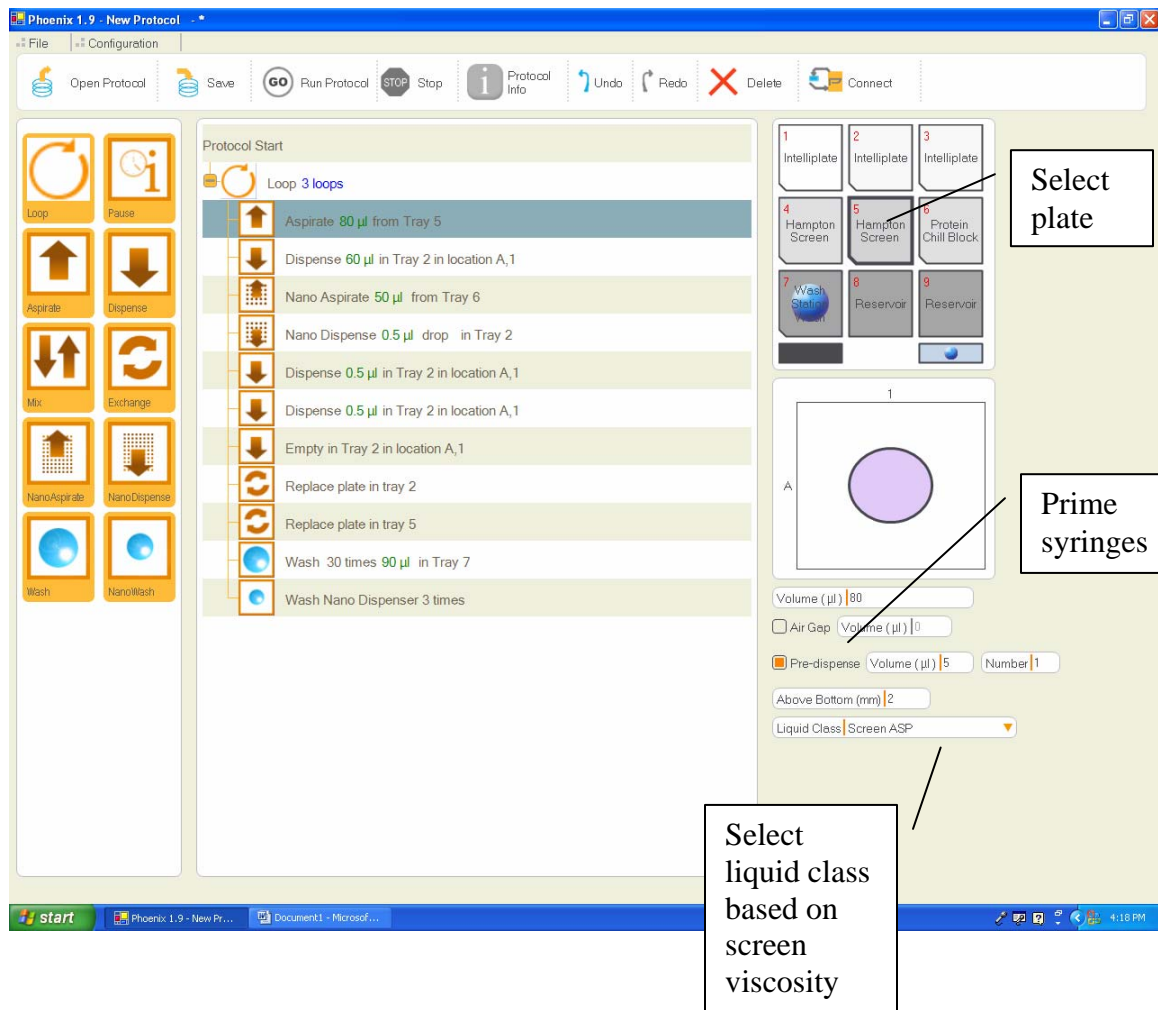 Phoenix 1.9 - New Protocol - *
File Configuration
Open Protocol Save GO Run Protocol STOP Stop i Protocol Info Undo Redo Delete Connect
Loop Pause
Aspirate Dispense
Mix Exchange
NanoAspirate NanoDispense
Wash NanoWash
Protocol Start
Loop 3 loops
Aspirate 80 µl from Tray 5
Dispense 60 µl in Tray 2 in location A,1
Nano Aspirate 50 µl from Tray 6
Nano Dispense 0.5 µl drop in Tray 2
Dispense 0.5 µl in Tray 2 in location A,1
Dispense 0.5 µl in Tray 2 in location A,1
Empty in Tray 2 in location A,1
Replace plate in tray 2
Replace plate in tray 5
Wash 30 times 90 µl in Tray 7
Wash Nano Dispenser 3 times
1 2 3
Intelliplate Intelliplate Intelliplate
4 5 6
Hampton Hampton Protein
Screen Screen Chill Block
7 8 9
Wash
Station Reservoir Reservoir
Wash
1
A
Volume (µl) 80
Air Gap Volume (µl) 0
Pre-dispense Volume (µl) 5 Number 1
Above Bottom (mm) 2
Liquid Class Screen ASP
Select
plate
Prime
syringes
Select
liquid class
based on
screen
viscosity
start Phoenix 1.9 - New Pr... Document1 - Microsof... 4:18 PM